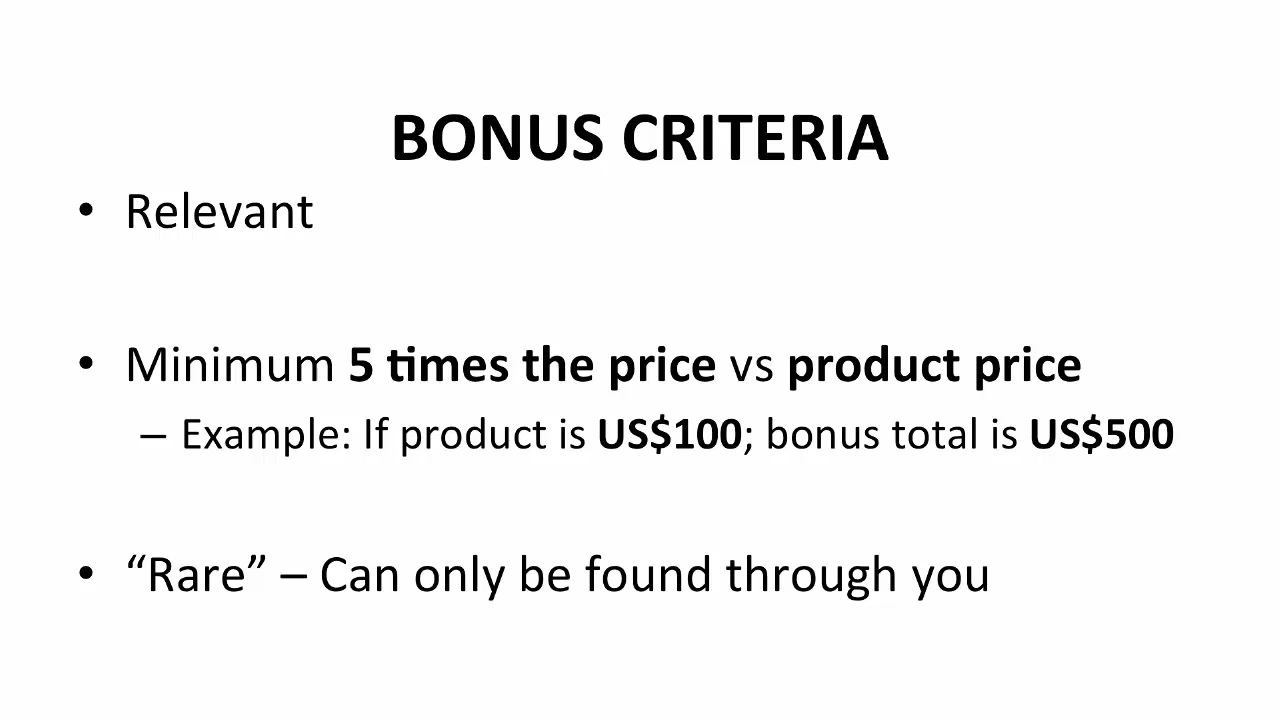 BONUS CRITERIA
• Relevant
• Minimum 5 times the price vs product price
– Example: If product is US$100; bonus total is US$500
• “Rare” – Can only be found through you